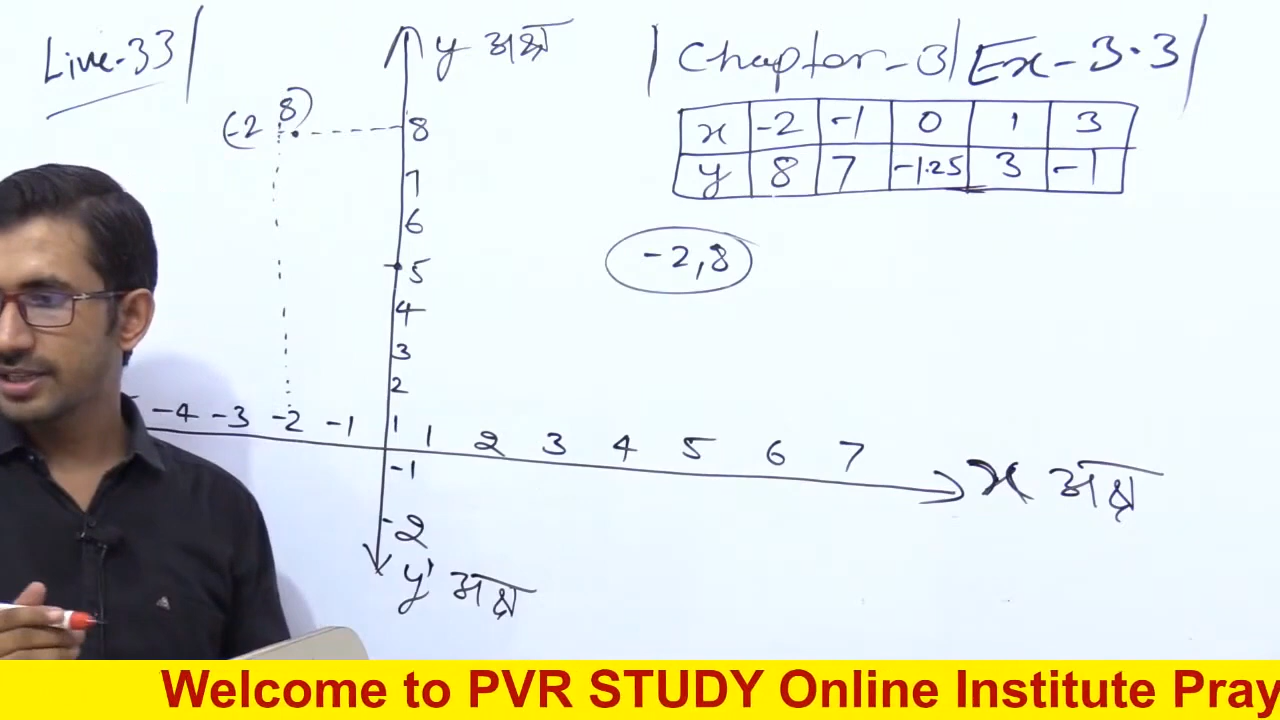 Live-33
y अक्ष
Chapter-3 Ex-3.3
x -2 -1 0 1 3
y 8 7 -1.25 3 -1
(-2 8)
-2,8
8
7
6
5
4
3
2
1
-4 -3 -2 -1 1 2 3 4 5 6 7
x अक्ष
-1
-2
y' अक्ष
Welcome to PVR STUDY Online Institute Pray